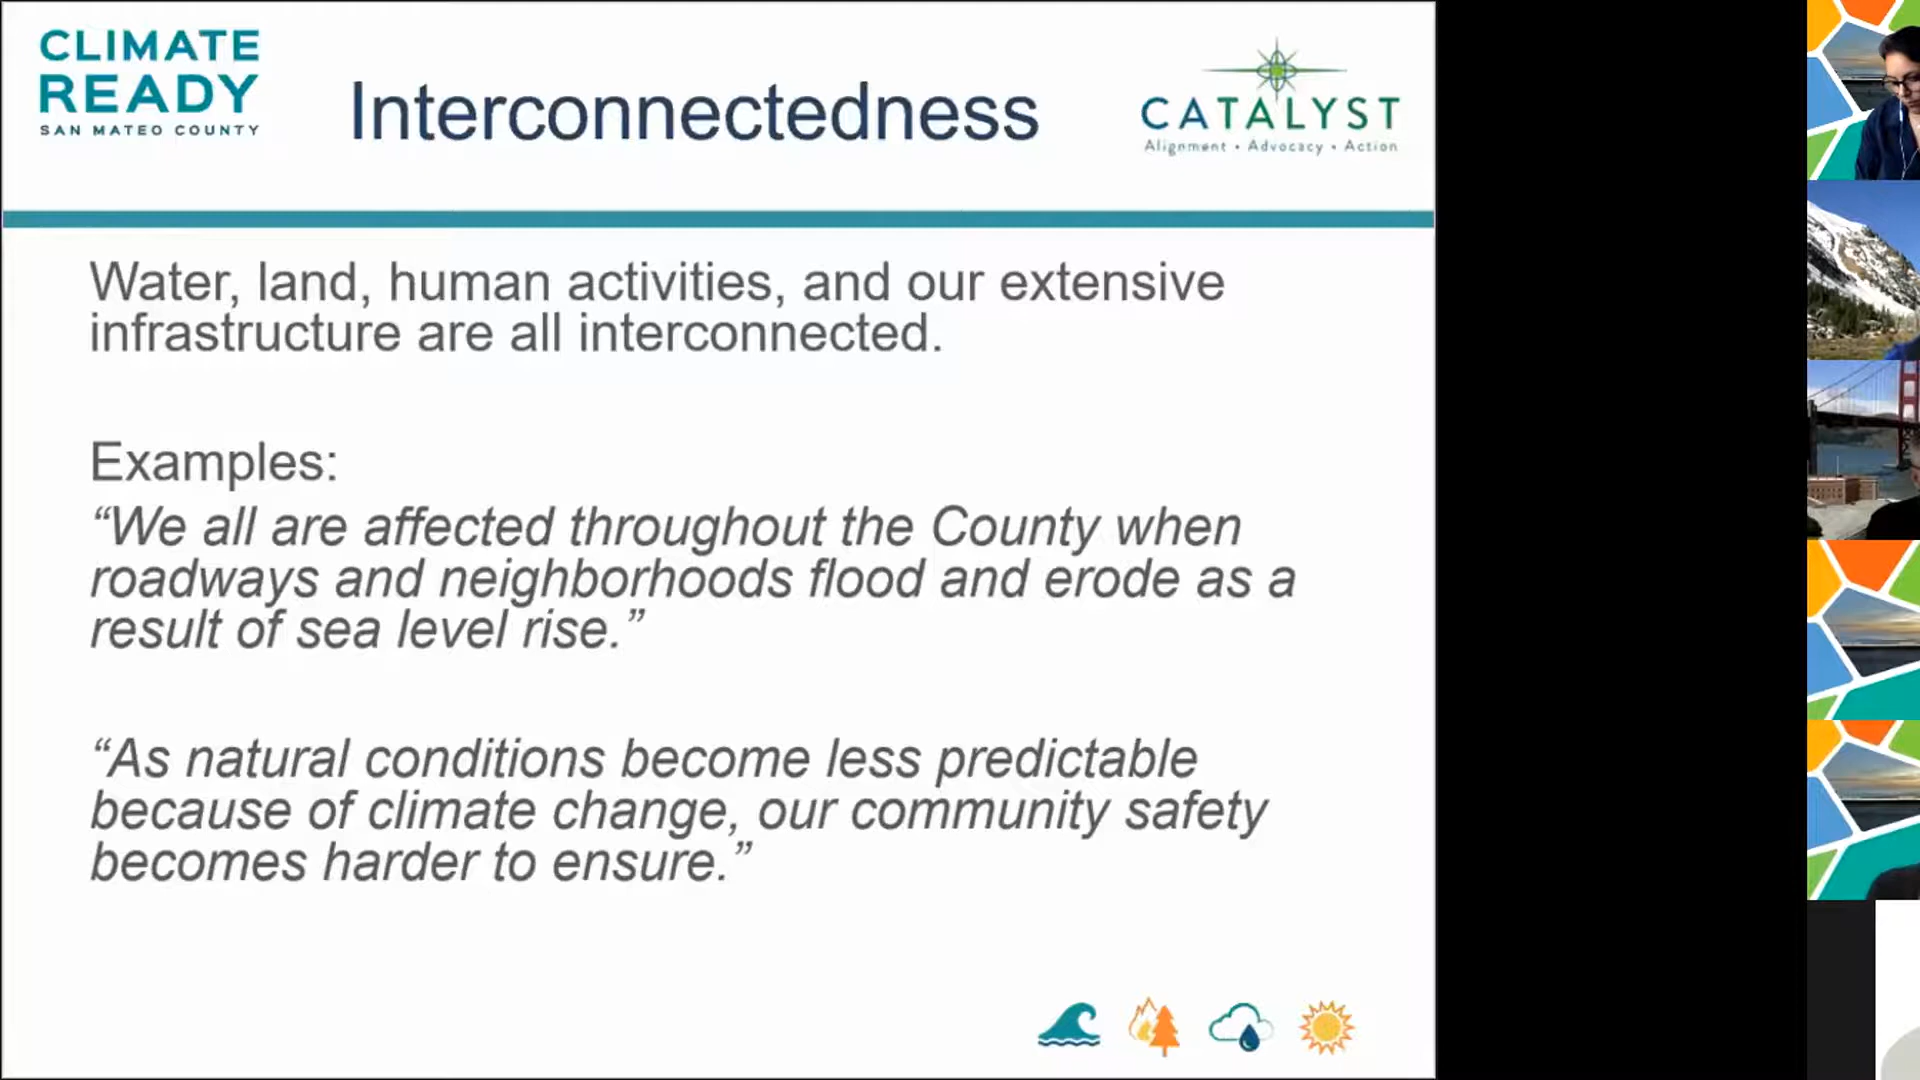 CLIMATE
READY
SAN MATEO COUNTY
Interconnectedness
CATALYST
Alignment • Advocacy • Action
Water, land, human activities, and our extensive
infrastructure are all interconnected.
Examples:
“We all are affected throughout the County when
roadways and neighborhoods flood and erode as a
result of sea level rise.”
“As natural conditions become less predictable
because of climate change, our community safety
becomes harder to ensure.”